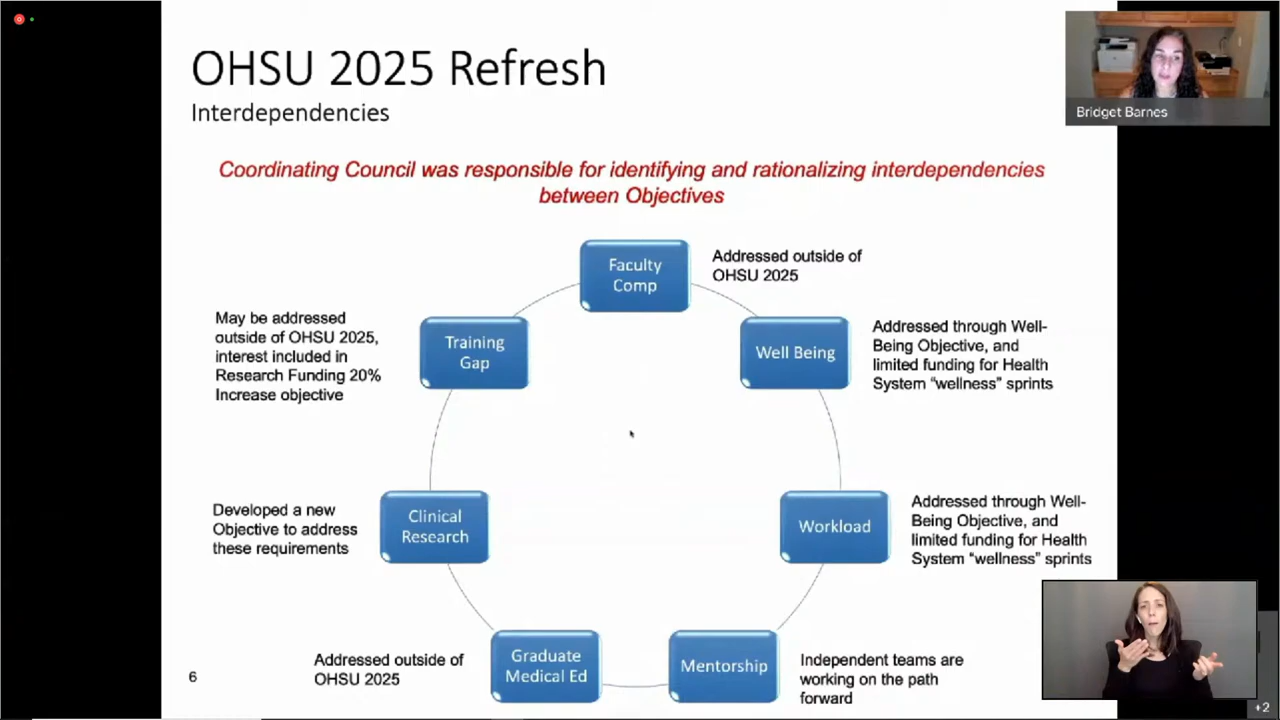 OHSU 2025 Refresh
Interdependencies
Bridget Barnes
Coordinating Council was responsible for identifying and rationalizing interdependencies
between Objectives
Faculty
Comp
Addressed outside of
OHSU 2025
Well Being
Addressed through Well-
Being Objective, and
limited funding for Health
System “wellness” sprints
Workload
Addressed through Well-
Being Objective, and
limited funding for Health
System “wellness” sprints
Mentorship
Independent teams are
working on the path
forward
Graduate
Medical Ed
Addressed outside of
OHSU 2025
Clinical
Research
Developed a new
Objective to address
these requirements
Training
Gap
May be addressed
outside of OHSU 2025,
interest included in
Research Funding 20%
Increase objective
6
+2